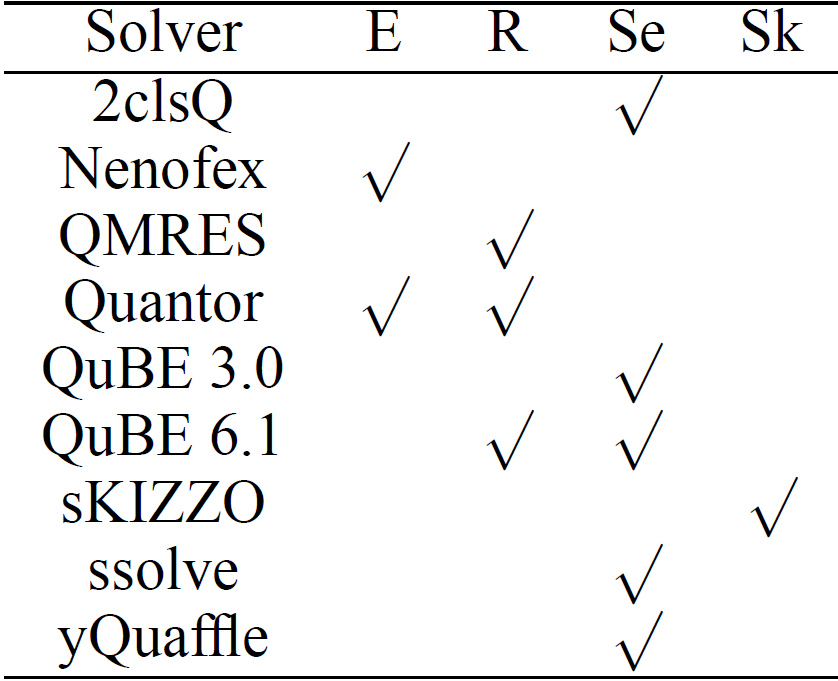 Solver E R Se Sk
2clsQ √
Nenofex √
QMRES √
Quantor √ √
QuBE 3.0 √
QuBE 6.1 √ √
sKIZZO √
ssolve √
yQuaffle √